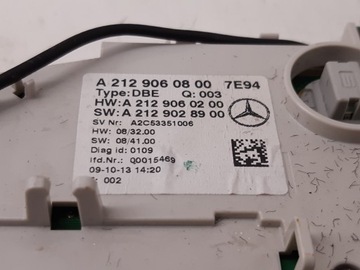 A 212 906 08 00 7E94
Type: DBE Q: 003
HW: A 212 906 02 00
SW: A 212 902 89 00
SV Nr: A2C53351006
HW: 08/32.00
SW: 08/41.00
Diag id: 0109
lfd.Nr.: Q0015469
09-10-13 14:20
002